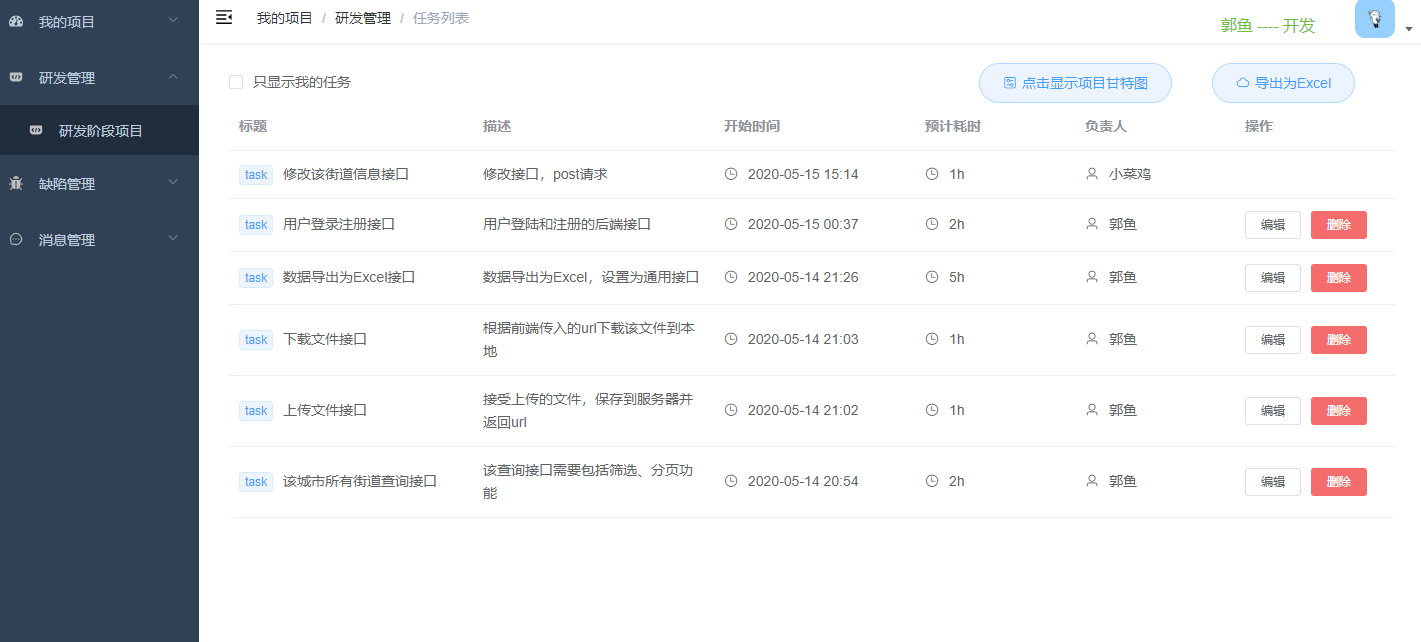 我的项目
研发管理
研发阶段项目
缺陷管理
消息管理
我的项目 / 研发管理 / 任务列表
郭鱼 ---- 开发
只显示我的任务
点击显示项目甘特图
导出为Excel
标题 描述 开始时间 预计耗时 负责人 操作
task 修改该街道信息接口 修改接口，post请求 2020-05-15 15:14 1h 小菜鸡
task 用户登录注册接口 用户登陆和注册的后端接口 2020-05-15 00:37 2h 郭鱼 编辑 删除
task 数据导出为Excel接口 数据导出为Excel，设置为通用接口 2020-05-14 21:26 5h 郭鱼 编辑 删除
task 下载文件接口 根据前端传入的url下载该文件到本
地 2020-05-14 21:03 1h 郭鱼 编辑 删除
task 上传文件接口 接受上传的文件，保存到服务器并
返回url 2020-05-14 21:02 1h 郭鱼 编辑 删除
task 该城市所有街道查询接口 该查询接口需要包括筛选、分页功
能 2020-05-14 20:54 2h 郭鱼 编辑 删除